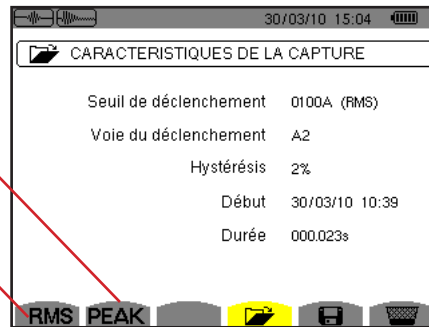 30/03/10 15:04
CARACTERISTIQUES DE LA CAPTURE
Seuil de déclenchement 0100A (RMS)
Voie du déclenchement A2
Hystérésis 2%
Début 30/03/10 10:39
Durée 000.023s
RMS PEAK